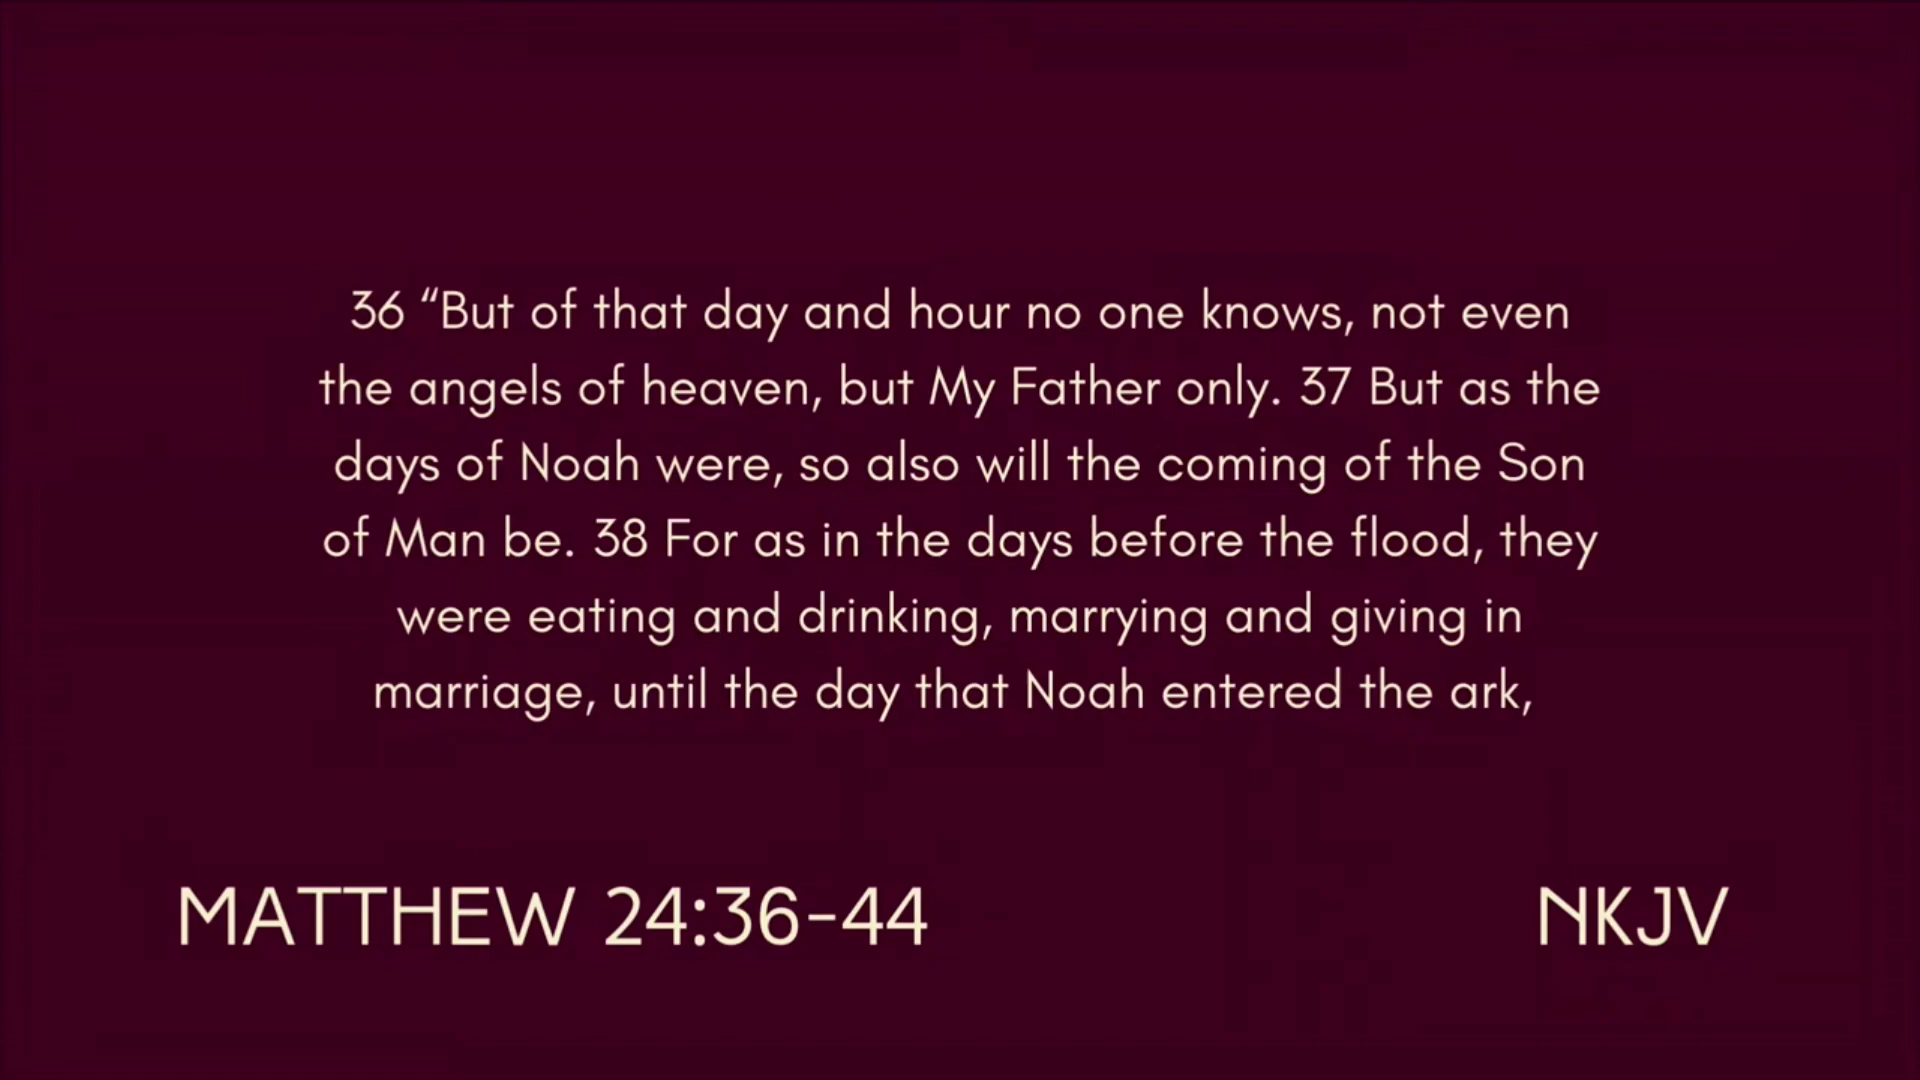 36 “But of that day and hour no one knows, not even
the angels of heaven, but My Father only. 37 But as the
days of Noah were, so also will the coming of the Son
of Man be. 38 For as in the days before the flood, they
were eating and drinking, marrying and giving in
marriage, until the day that Noah entered the ark,
MATTHEW 24:36-44
NKJV